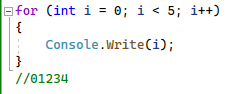 for (int i = 0; i < 5; i++)
{
    Console.Write(i);
}
//01234